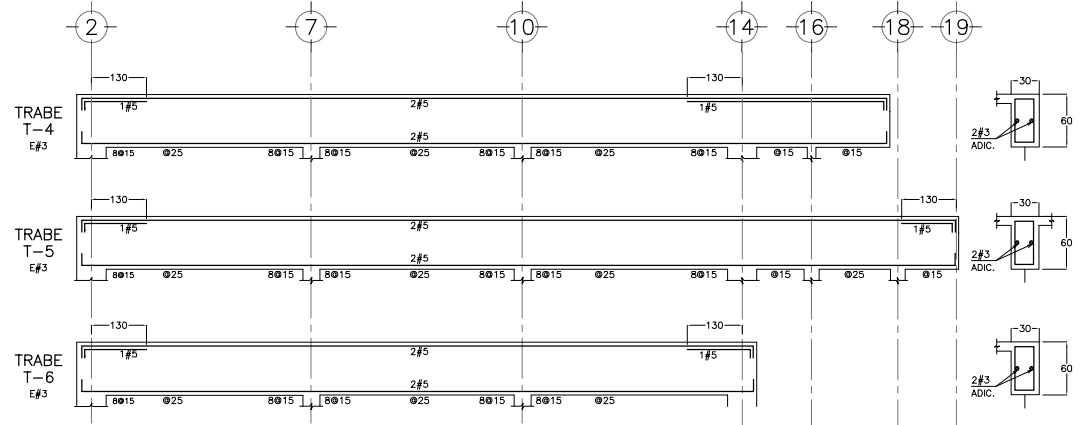 2 7 10 14 16 18 19
130 130 30
1#5 2#5 1#5
TRABE
T-4
E#3
2#5
60
2#3
ADIC.
8@15 @25 8@15 8@15 @25 8@15 8@15 @25 8@15 @15 @15
130 130 30
1#5 2#5 1#5
TRABE
T-5
E#3
2#5
60
2#3
ADIC.
8@15 @25 8@15 8@15 @25 8@15 8@15 @25 8@15 @15 @25 @15
130 130 30
1#5 2#5 1#5
TRABE
T-6
E#3
2#5
60
2#3
ADIC.
8@15 @25 8@15 8@15 @25 8@15 8@15 @25